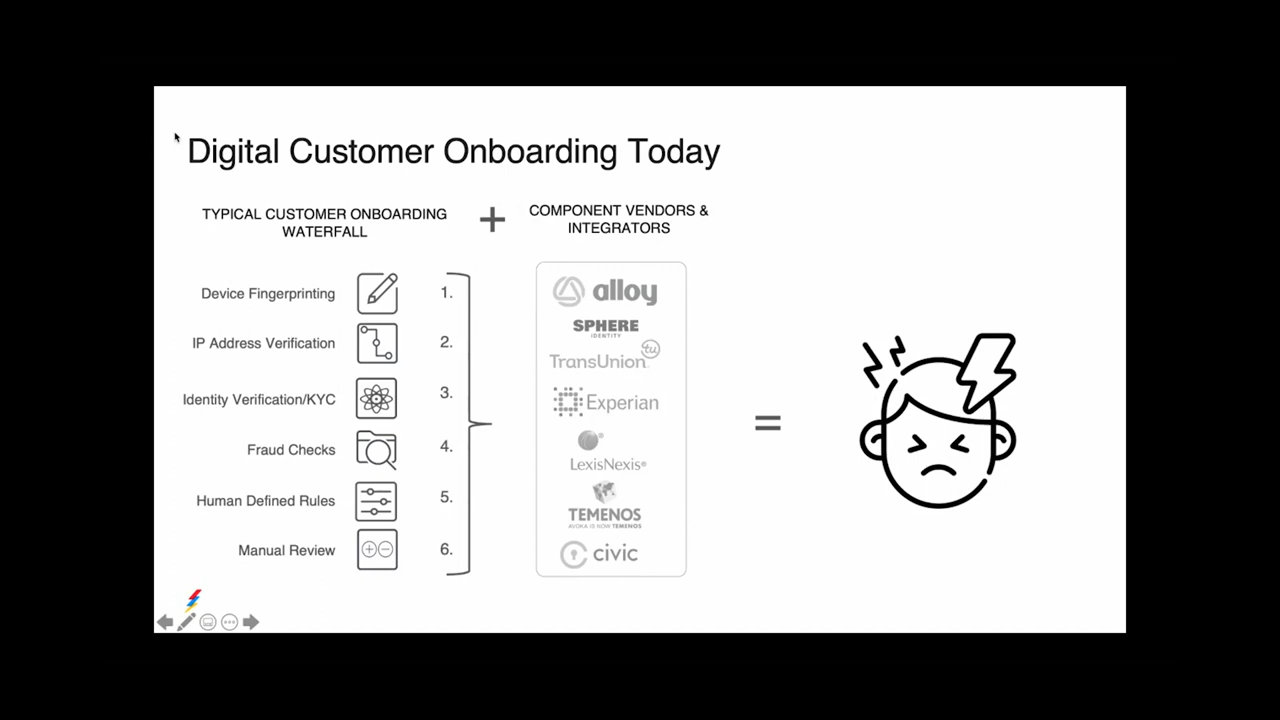 Digital Customer Onboarding Today
TYPICAL CUSTOMER ONBOARDING
WATERFALL
+
COMPONENT VENDORS &
INTEGRATORS
Device Fingerprinting 1.
IP Address Verification 2.
Identity Verification/KYC 3.
Fraud Checks 4.
Human Defined Rules 5.
Manual Review 6.
alloy
SPHERE
IDENTITY
TransUnion
tu
Experian
LexisNexis®
TEMENOS
AVOKA IS NOW TEMENOS
civic
=